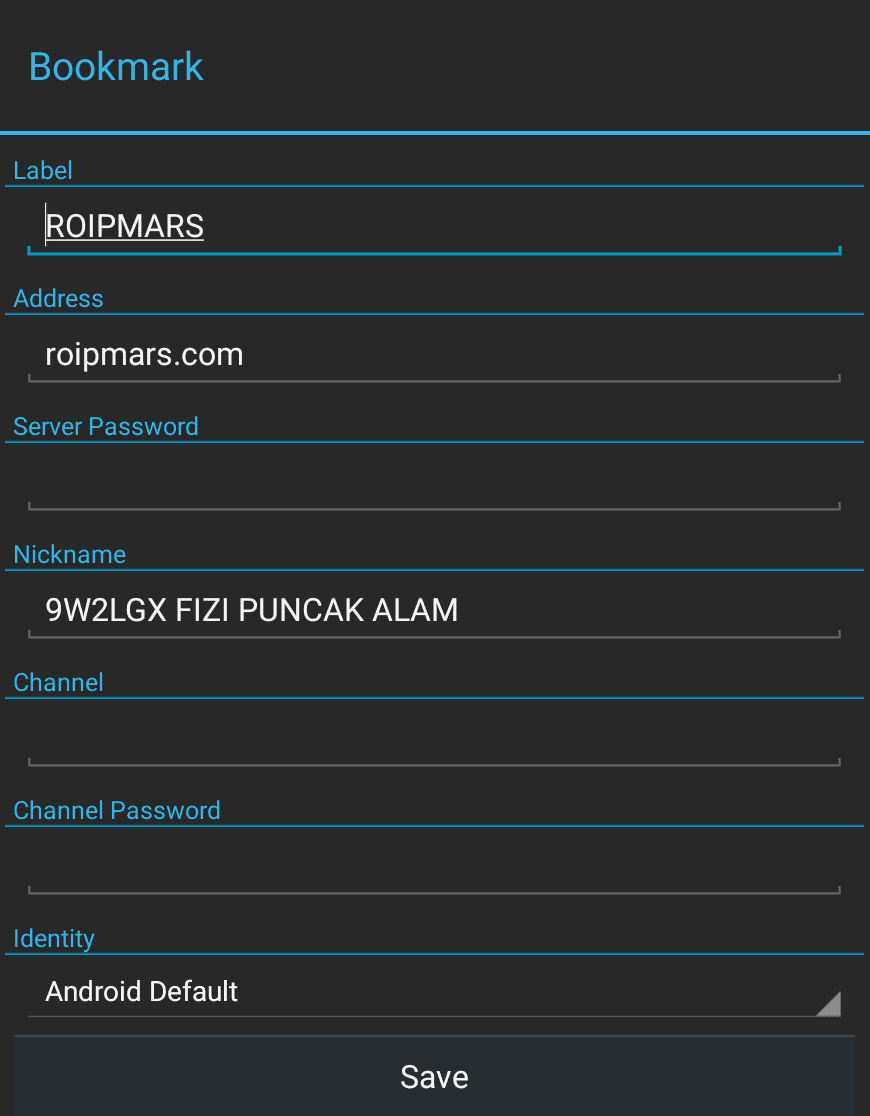 Bookmark
Label
ROIPMARS
Address
roipmars.com
Server Password
Nickname
9W2LGX FIZI PUNCAK ALAM
Channel
Channel Password
Identity
Android Default
Save